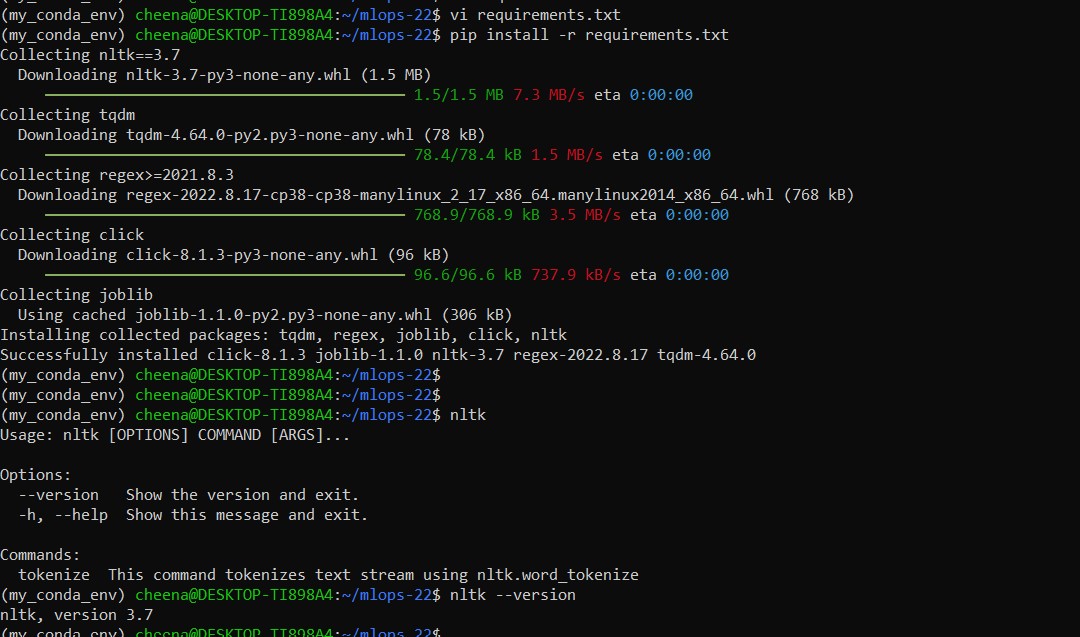 (my_conda_env) cheena@DESKTOP-TI898A4:~/mlops-22$ vi requirements.txt
(my_conda_env) cheena@DESKTOP-TI898A4:~/mlops-22$ pip install -r requirements.txt
Collecting nltk==3.7
  Downloading nltk-3.7-py3-none-any.whl (1.5 MB)
1.5/1.5 MB 7.3 MB/s eta 0:00:00
Collecting tqdm
  Downloading tqdm-4.64.0-py2.py3-none-any.whl (78 kB)
78.4/78.4 kB 1.5 MB/s eta 0:00:00
Collecting regex>=2021.8.3
  Downloading regex-2022.8.17-cp38-cp38-manylinux_2_17_x86_64.manylinux2014_x86_64.whl (768 kB)
768.9/768.9 kB 3.5 MB/s eta 0:00:00
Collecting click
  Downloading click-8.1.3-py3-none-any.whl (96 kB)
96.6/96.6 kB 737.9 kB/s eta 0:00:00
Collecting joblib
  Using cached joblib-1.1.0-py2.py3-none-any.whl (306 kB)
Installing collected packages: tqdm, regex, joblib, click, nltk
Successfully installed click-8.1.3 joblib-1.1.0 nltk-3.7 regex-2022.8.17 tqdm-4.64.0
(my_conda_env) cheena@DESKTOP-TI898A4:~/mlops-22$
(my_conda_env) cheena@DESKTOP-TI898A4:~/mlops-22$
(my_conda_env) cheena@DESKTOP-TI898A4:~/mlops-22$ nltk
Usage: nltk [OPTIONS] COMMAND [ARGS]...

Options:
  --version   Show the version and exit.
  -h, --help  Show this message and exit.

Commands:
  tokenize  This command tokenizes text stream using nltk.word_tokenize
(my_conda_env) cheena@DESKTOP-TI898A4:~/mlops-22$ nltk --version
nltk, version 3.7
(my_conda_env) cheena@DESKTOP-TI898A4:~/mlops-22$